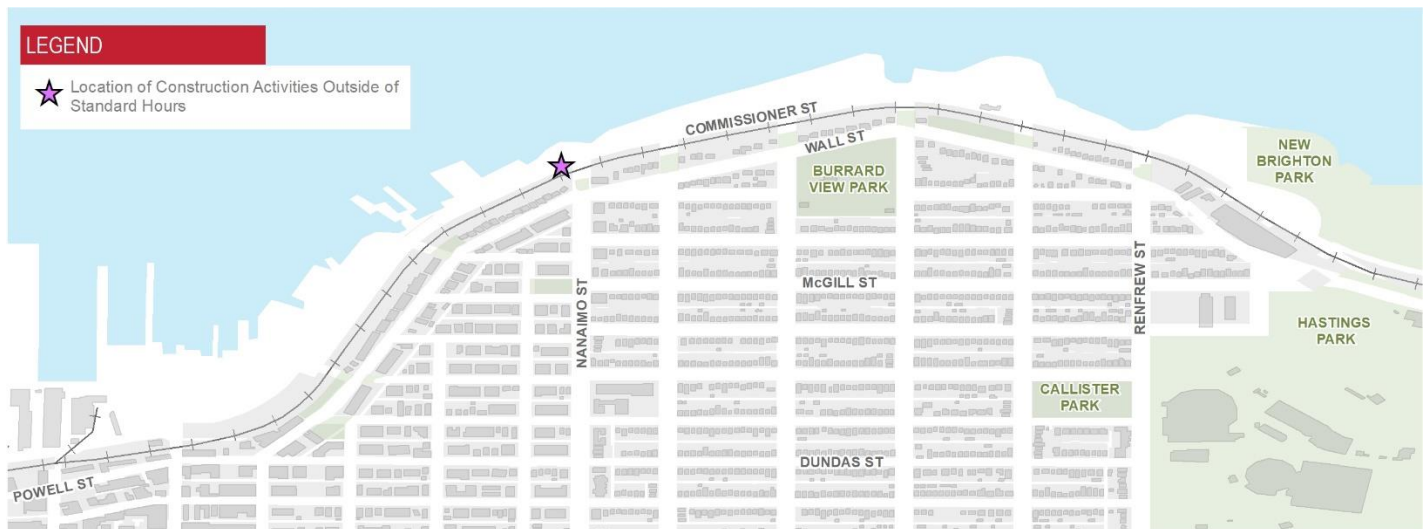 LEGEND
Location of Construction Activities Outside of
Standard Hours
COMMISSIONER ST
WALL ST
BURRARD
VIEW PARK
NEW
BRIGHTON
PARK
NANAIMO ST
McGILL ST
RENFREW ST
HASTINGS
PARK
CALLISTER
PARK
DUNDAS ST
POWELL ST